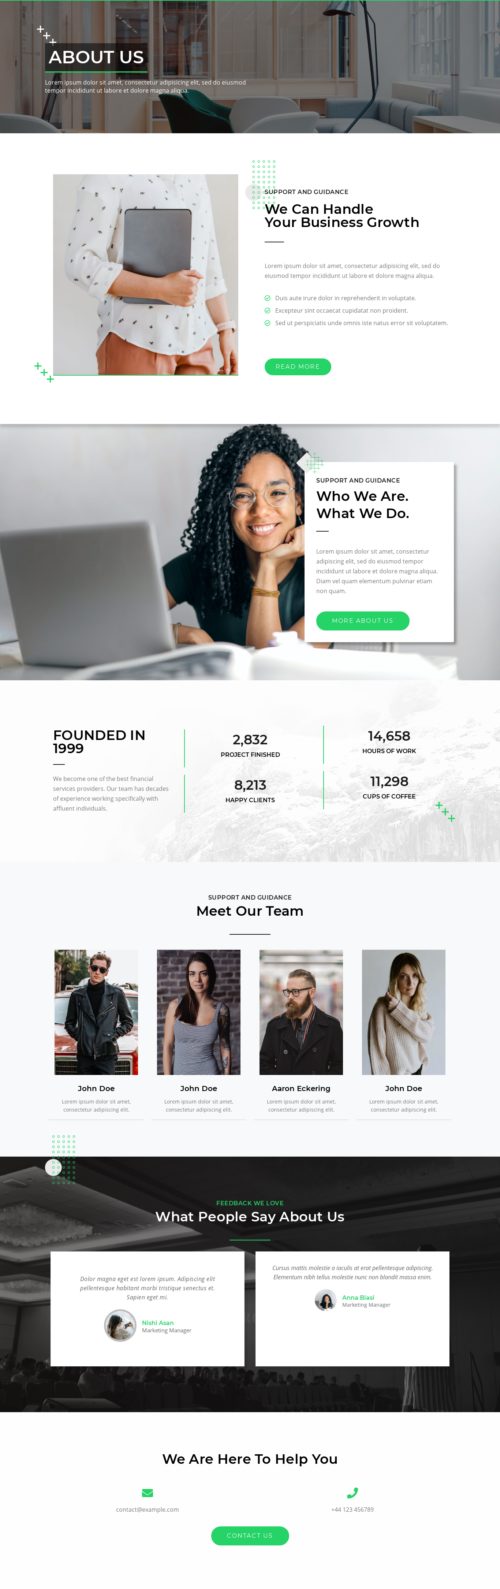 ABOUT US
Lorem ipsum dolor sit amet, consectetur adipisicing elit, sed do eiusmod
tempor incididunt ut labore et dolore magna aliqua.
SUPPORT AND GUIDANCE
We Can Handle
Your Business Growth
Lorem ipsum dolor sit amet, consectetur adipisicing elit, sed do
eiusmod tempor incididunt ut labore et dolore magna aliqua.
Duis aute irure dolor in reprehenderit in voluptate.
Excepteur sint occaecat cupidatat non proident.
Sed ut perspiciatis unde omnis iste natus error sit voluptatem.
READ MORE
SUPPORT AND GUIDANCE
Who We Are.
What We Do.
Lorem ipsum dolor sit amet, consectetur
adipisicing elit, sed do eiusmod tempor
incididunt ut labore et dolore magna aliqua.
Diam vel quam elementum pulvinar etiam
non quam.
MORE ABOUT US
FOUNDED IN
1999
We become one of the best financial
services providers. Our team has decades
of experience working specifically with
affluent individuals.
2,832
PROJECT FINISHED
8,213
HAPPY CLIENTS
14,658
HOURS OF WORK
11,298
CUPS OF COFFEE
SUPPORT AND GUIDANCE
Meet Our Team
John Doe
Lorem ipsum dolor sit amet,
consectetur adipiscing elit.
John Doe
Lorem ipsum dolor sit amet,
consectetur adipiscing elit.
Aaron Eckering
Lorem ipsum dolor sit amet,
consectetur adipiscing elit.
John Doe
Lorem ipsum dolor sit amet,
consectetur adipiscing elit.
FEEDBACK WE LOVE
What People Say About Us
Dolor magna eget est lorem ipsum. Adipiscing elit
pellentesque habitant morbi tristique senectus et.
Sapien eget mi.
Nishi Asan
Marketing Manager
Cursus mattis molestie a iaculis at erat pellentesque adipiscing.
Elementum nibh tellus molestie nunc non blandit massa enim.
Anna Biasi
Marketing Manager
We Are Here To Help You
contact@example.com
+44 123 456789
CONTACT US